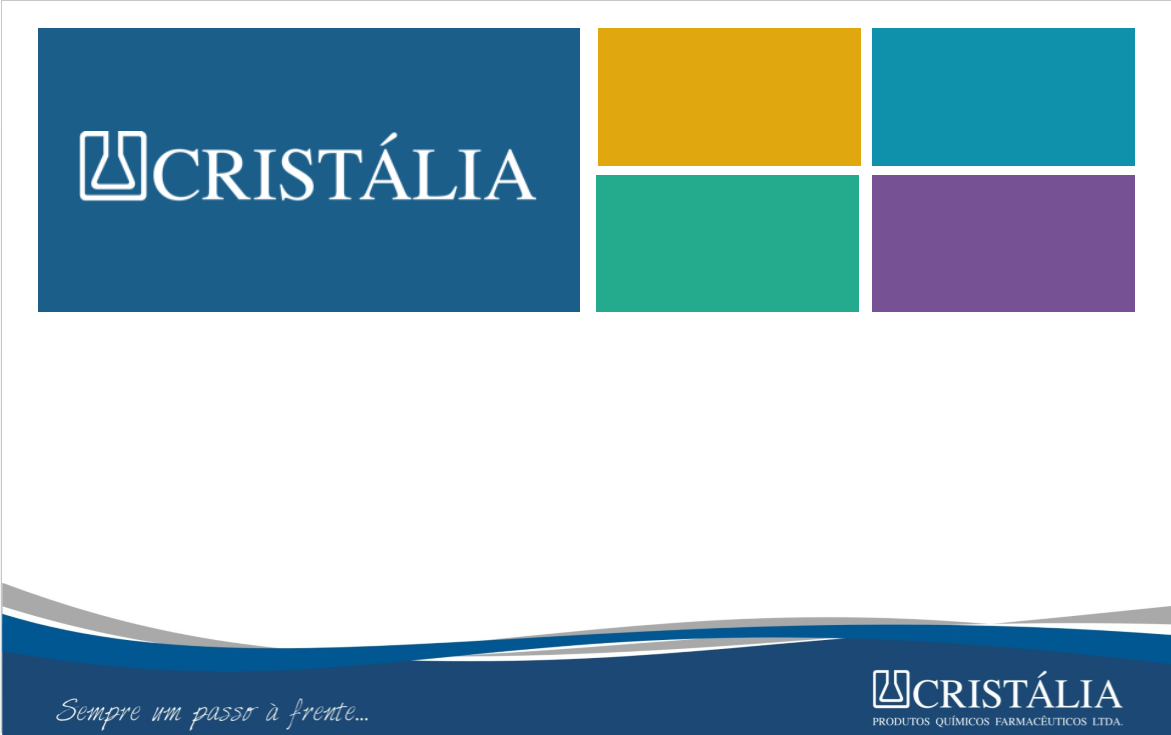 CRISTÁLIA
Sempre um passo à frente...
CRISTÁLIA
PRODUTOS QUÍMICOS FARMACÊUTICOS LTDA.